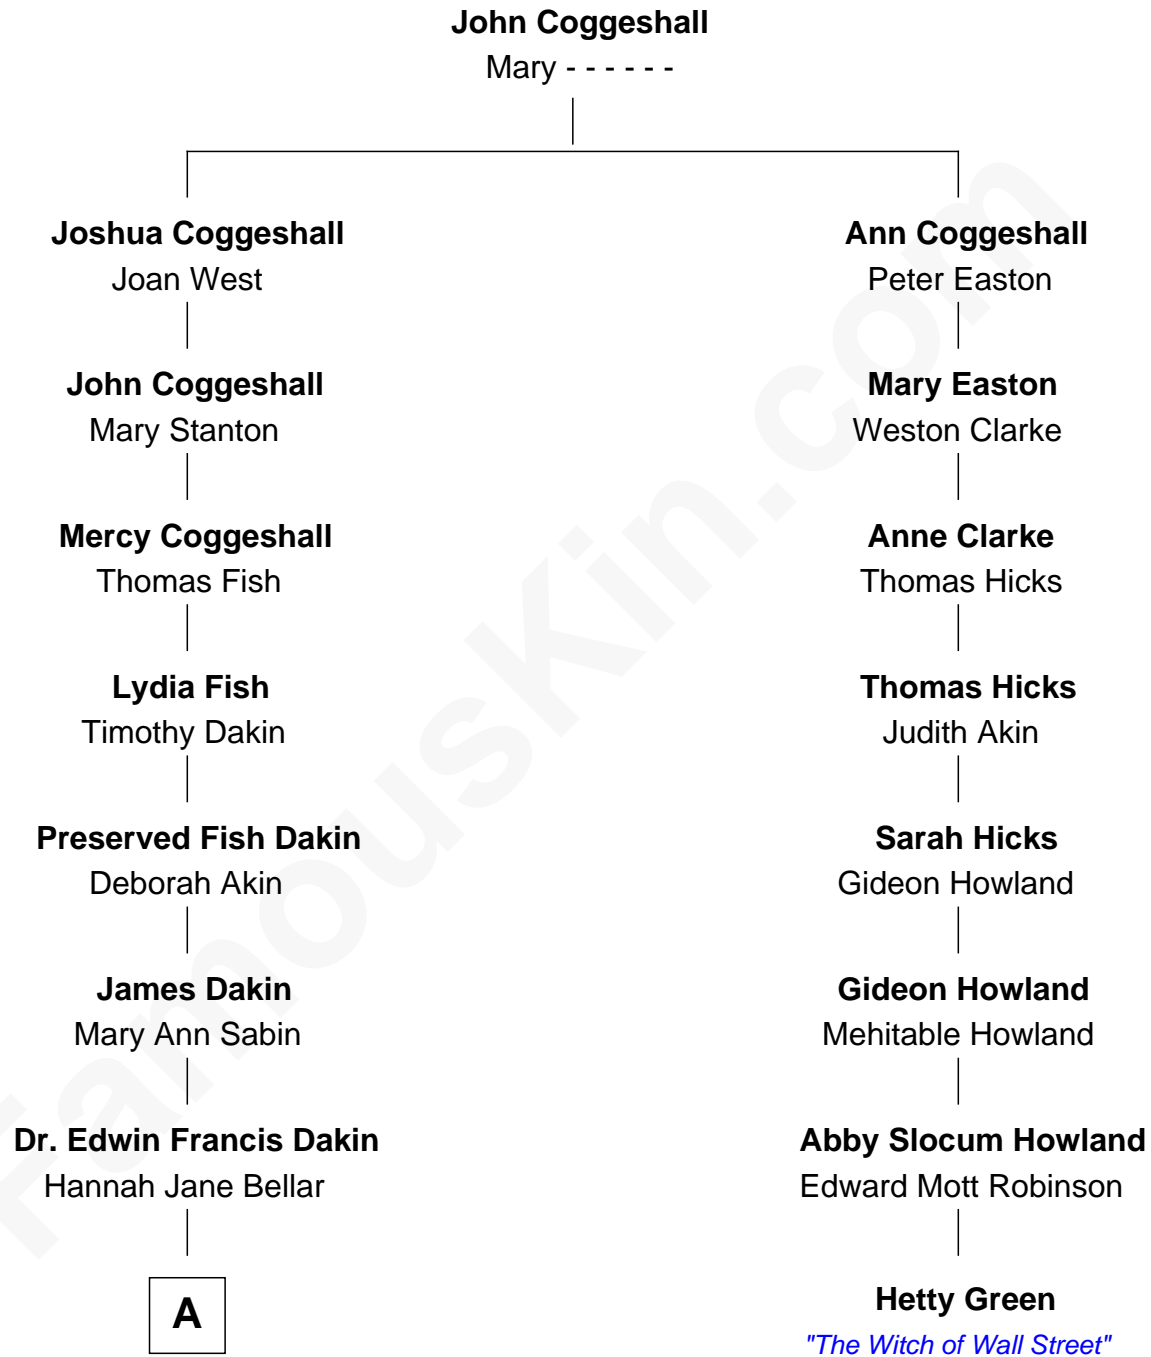 John Coggeshall
Mary - - - - - -
Joshua Coggeshall
Joan West
Ann Coggeshall
Peter Easton
John Coggeshall
Mary Stanton
Mary Easton
Weston Clarke
Mercy Coggeshall
Thomas Fish
Anne Clarke
Thomas Hicks
Lydia Fish
Timothy Dakin
Thomas Hicks
Judith Akin
Preserved Fish Dakin
Deborah Akin
Sarah Hicks
Gideon Howland
James Dakin
Mary Ann Sabin
Gideon Howland
Mehitable Howland
Dr. Edwin Francis Dakin
Hannah Jane Bellar
Abby Slocum Howland
Edward Mott Robinson
A
Hetty Green
"The Witch of Wall Street"
FamousKin.com